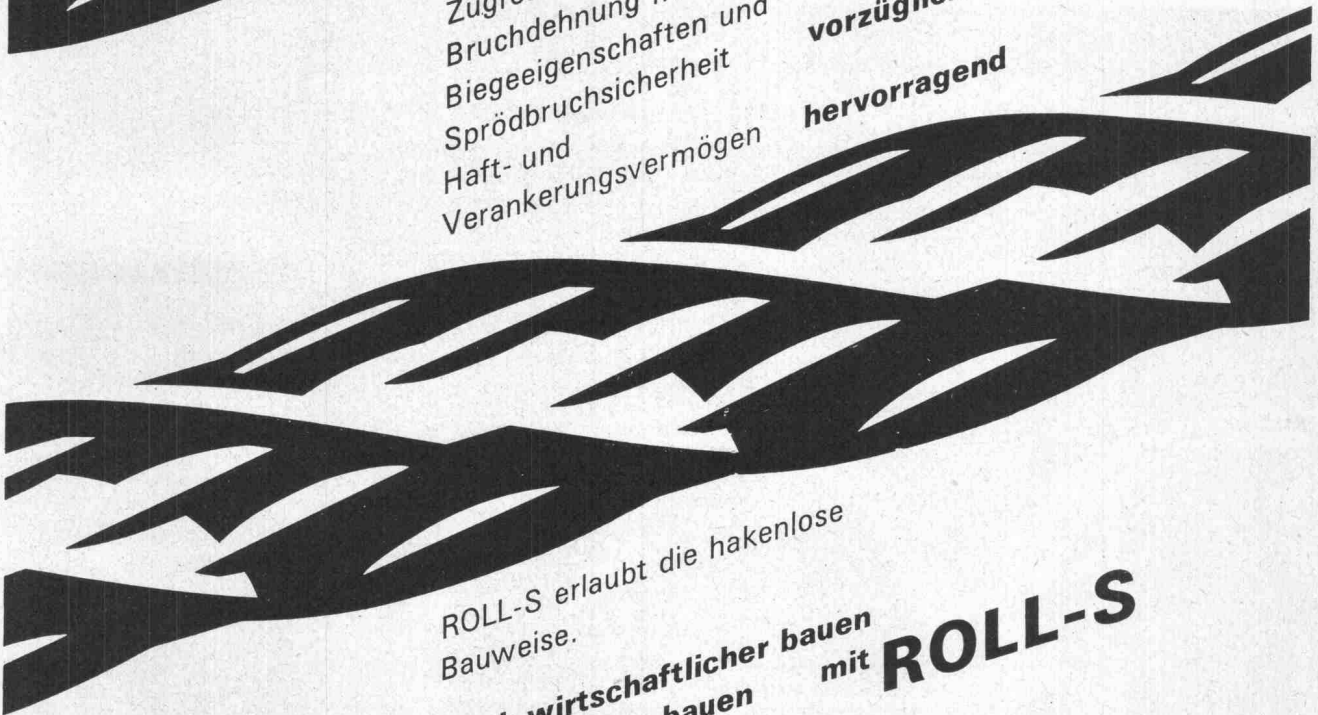 Bruchdehnung
Biegeeigenschaften und
Sprödbruchsicherheit
Haft- und
Verankerungsvermögen hervorragend
ROLL-S erlaubt die hakenlose
Bauweise.
wirtschaftlicher bauen
bauen mit ROLL-S